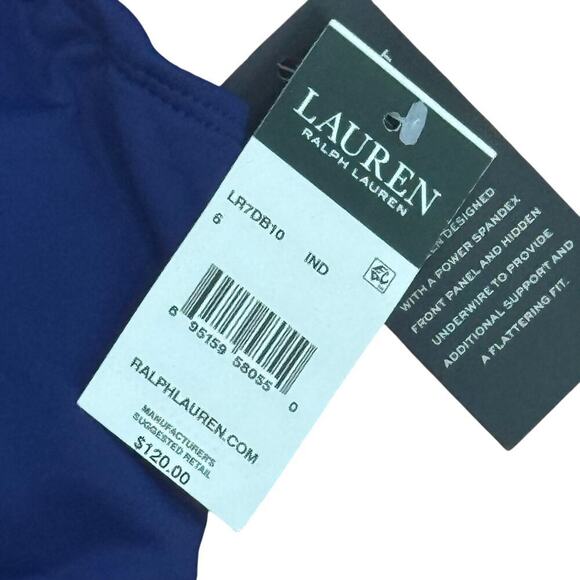 LAUREN
RALPH LAUREN
LR7DB10
6
IND
6 95159 58055 0
RALPHLAUREN.COM
MANUFACTURER'S
SUGGESTED RETAIL
$120.00
DESIGNED
WITH A POWER SPANDEX
FRONT PANEL AND HIDDEN
UNDERWIRE TO PROVIDE
ADDITIONAL SUPPORT AND
A FLATTERING FIT.